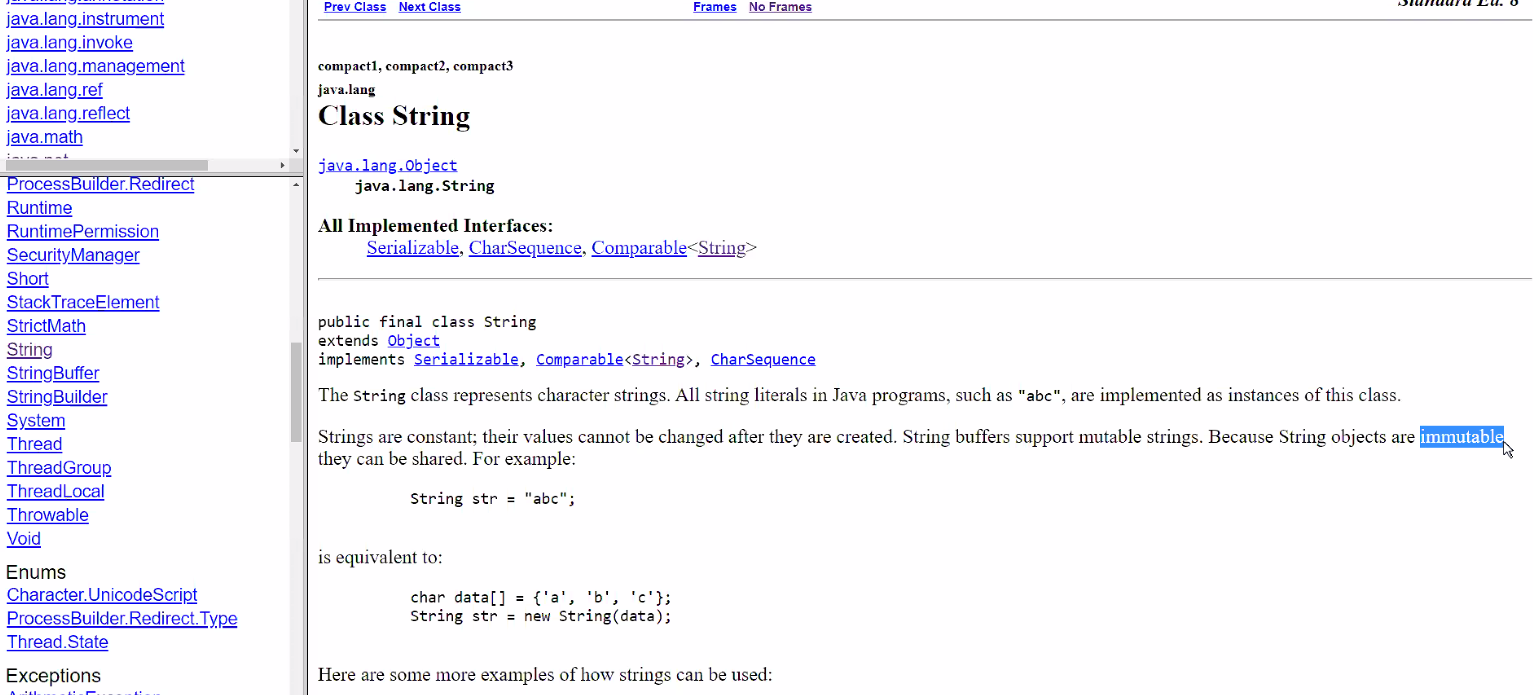 java.lang.annotation
java.lang.instrument
java.lang.invoke
java.lang.management
java.lang.ref
java.lang.reflect
java.math
java.net
ProcessBuilder.Redirect
Runtime
RuntimePermission
SecurityManager
Short
StackTraceElement
StrictMath
String
StringBuffer
StringBuilder
System
Thread
ThreadGroup
ThreadLocal
Throwable
Void
Enums
Character.UnicodeScript
ProcessBuilder.Redirect.Type
Thread.State
Exceptions
ArithmeticException
Prev Class Next Class Frames No Frames Standard Ed. 8
compact1, compact2, compact3
java.lang
Class String
java.lang.Object
java.lang.String
All Implemented Interfaces:
Serializable, CharSequence, Comparable<String>
public final class String
extends Object
implements Serializable, Comparable<String>, CharSequence
The String class represents character strings. All string literals in Java programs, such as "abc", are implemented as instances of this class.
Strings are constant; their values cannot be changed after they are created. String buffers support mutable strings. Because String objects are immutable
they can be shared. For example:
String str = "abc";
is equivalent to:
char data[] = {'a', 'b', 'c'};
String str = new String(data);
Here are some more examples of how strings can be used: